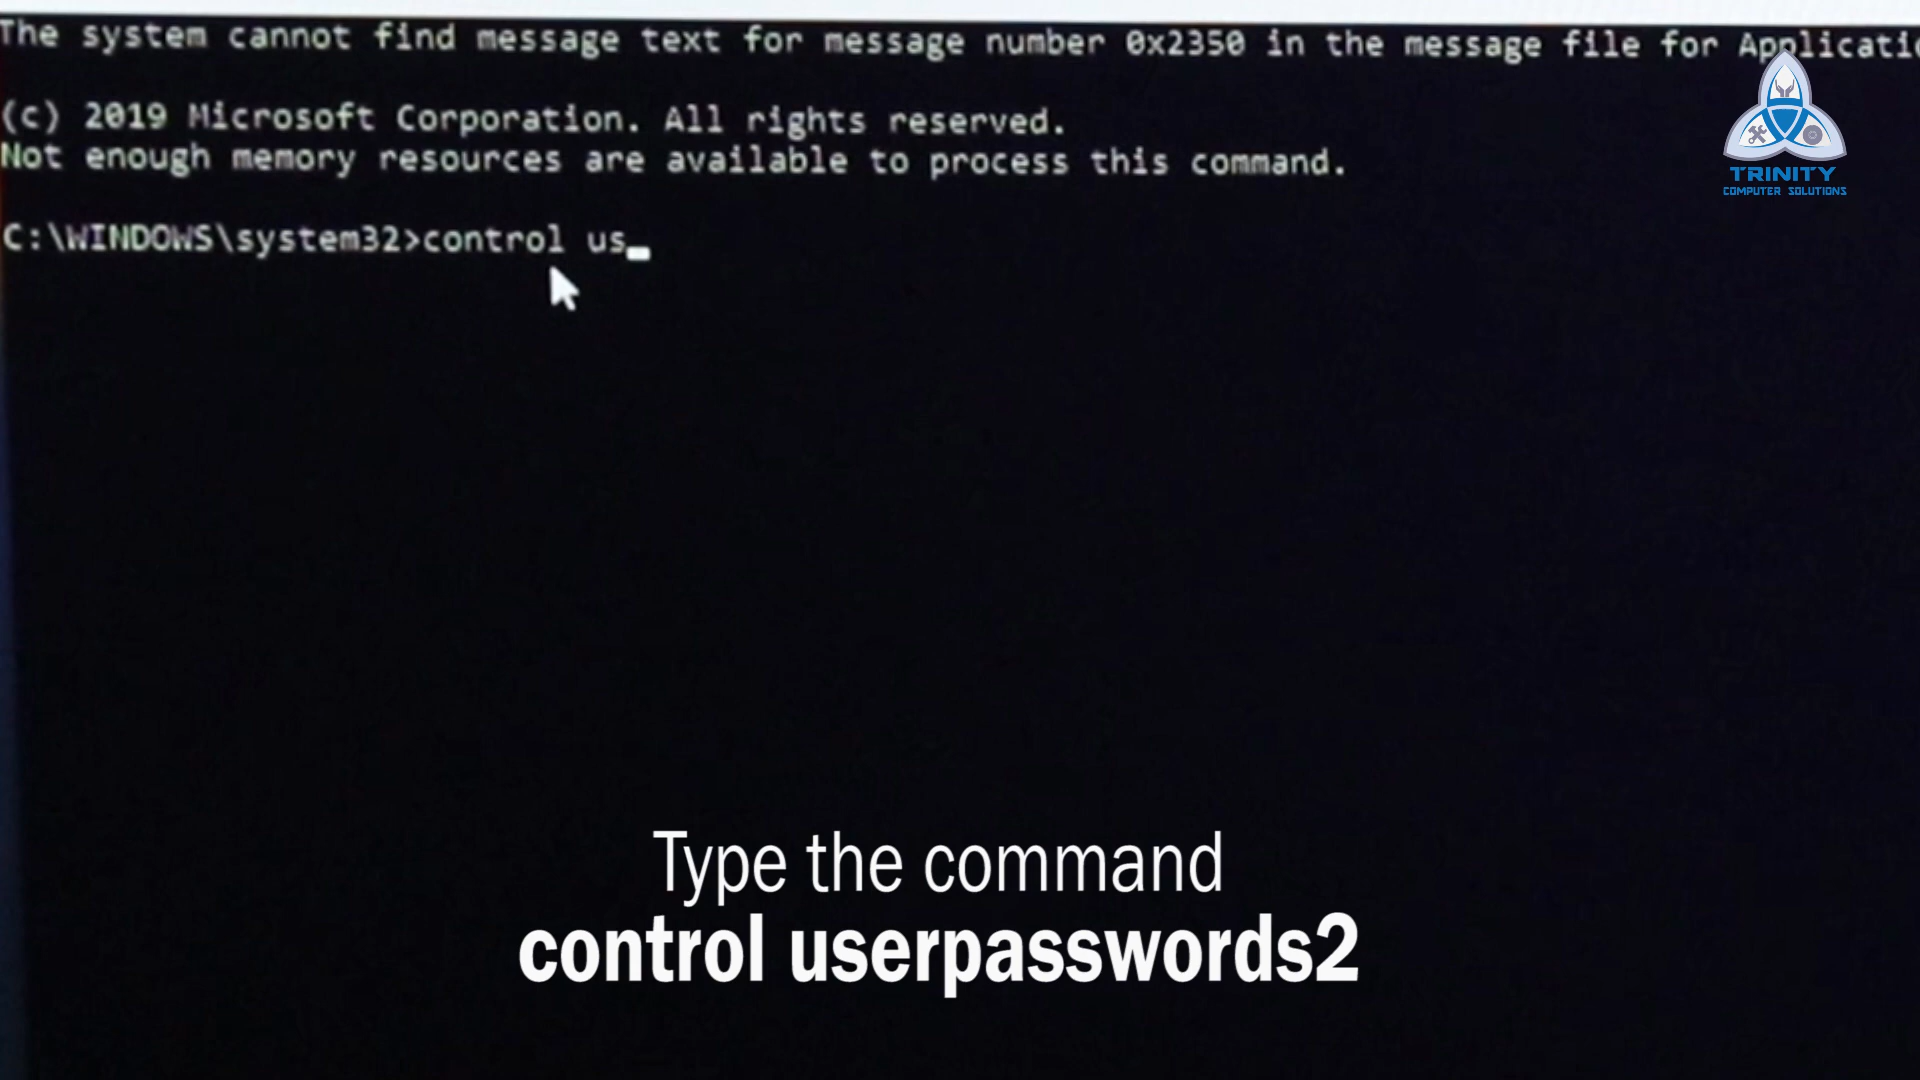 The system cannot find message text for message number 0x2350 in the message file for Applicatio
(c) 2019 Microsoft Corporation. All rights reserved.
Not enough memory resources are available to process this command.
C:\WINDOWS\system32>control us_
TRINITY
COMPUTER SOLUTIONS
Type the command
control userpasswords2